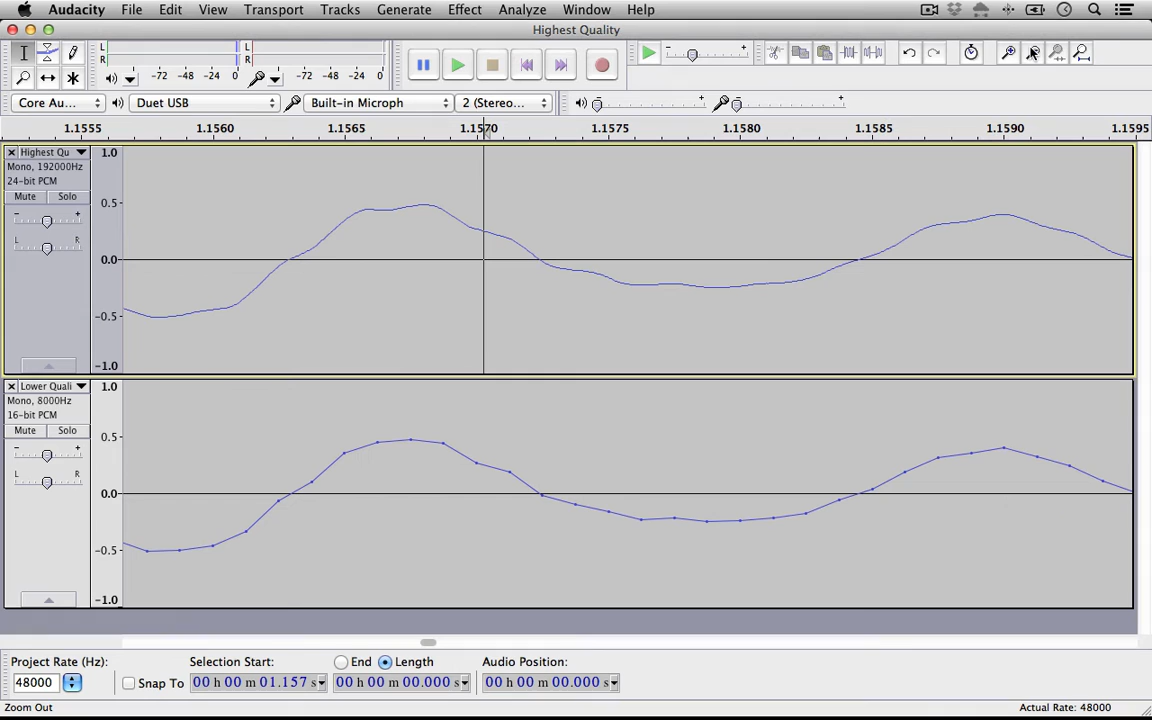 Audacity File Edit View Transport Tracks Generate Effect Analyze Window Help
Highest Quality
L
R
-72 -48 -24 0
L
R
-72 -48 -24 0
Core Au... Duet USB Built-in Microph 2 (Stereo...
1.1555 1.1560 1.1565 1.1570 1.1575 1.1580 1.1585 1.1590 1.1595
Highest Qu
Mono, 192000Hz
24-bit PCM
Mute Solo
- +
L R
1.0
0.5
0.0
-0.5
-1.0
Lower Quali
Mono, 8000Hz
16-bit PCM
Mute Solo
- +
L R
1.0
0.5
0.0
-0.5
-1.0
Project Rate (Hz): Selection Start: End Length Audio Position:
48000 Snap To 00 h 00 m 01.157 s 00 h 00 m 00.000 s 00 h 00 m 00.000 s
Zoom Out Actual Rate: 48000